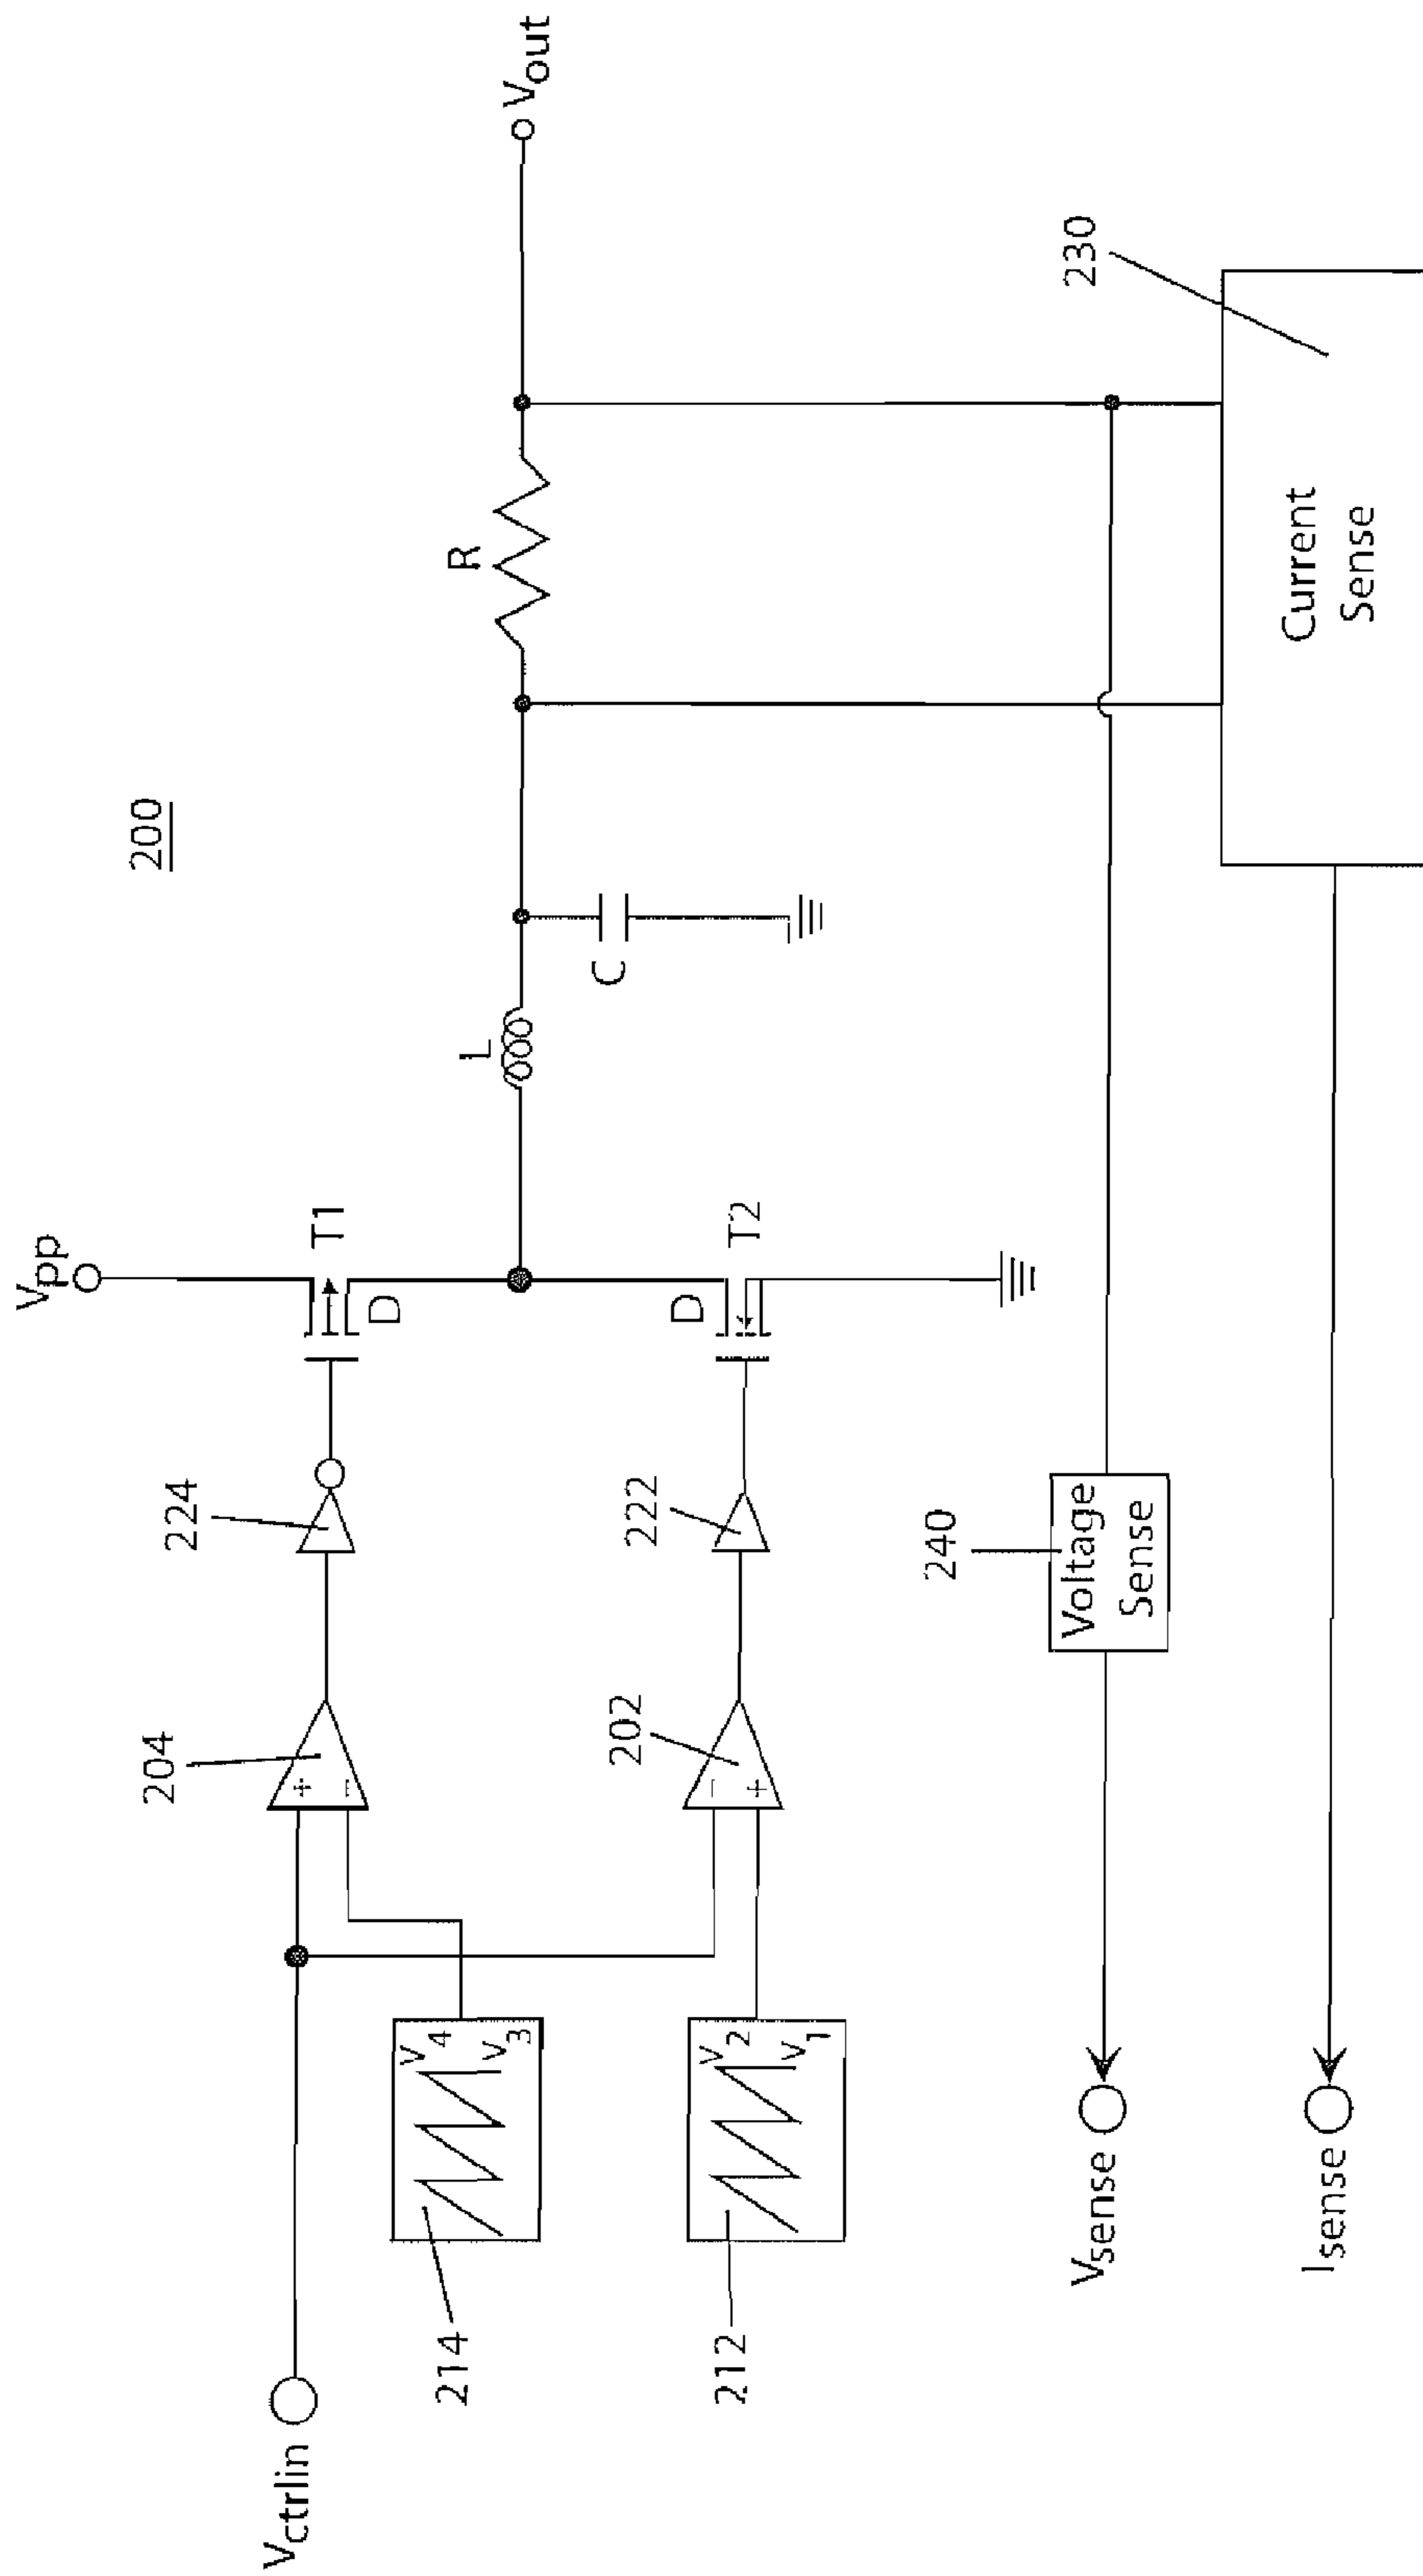 200
Vpp
Vout
T1
D
L
R
224
204
Vctrlin
+
−
V4
V3
214
C
D
T2
222
202
−
+
V2
V1
212
230
240
Voltage
Sense
Vsense
Current
Sense
Isense